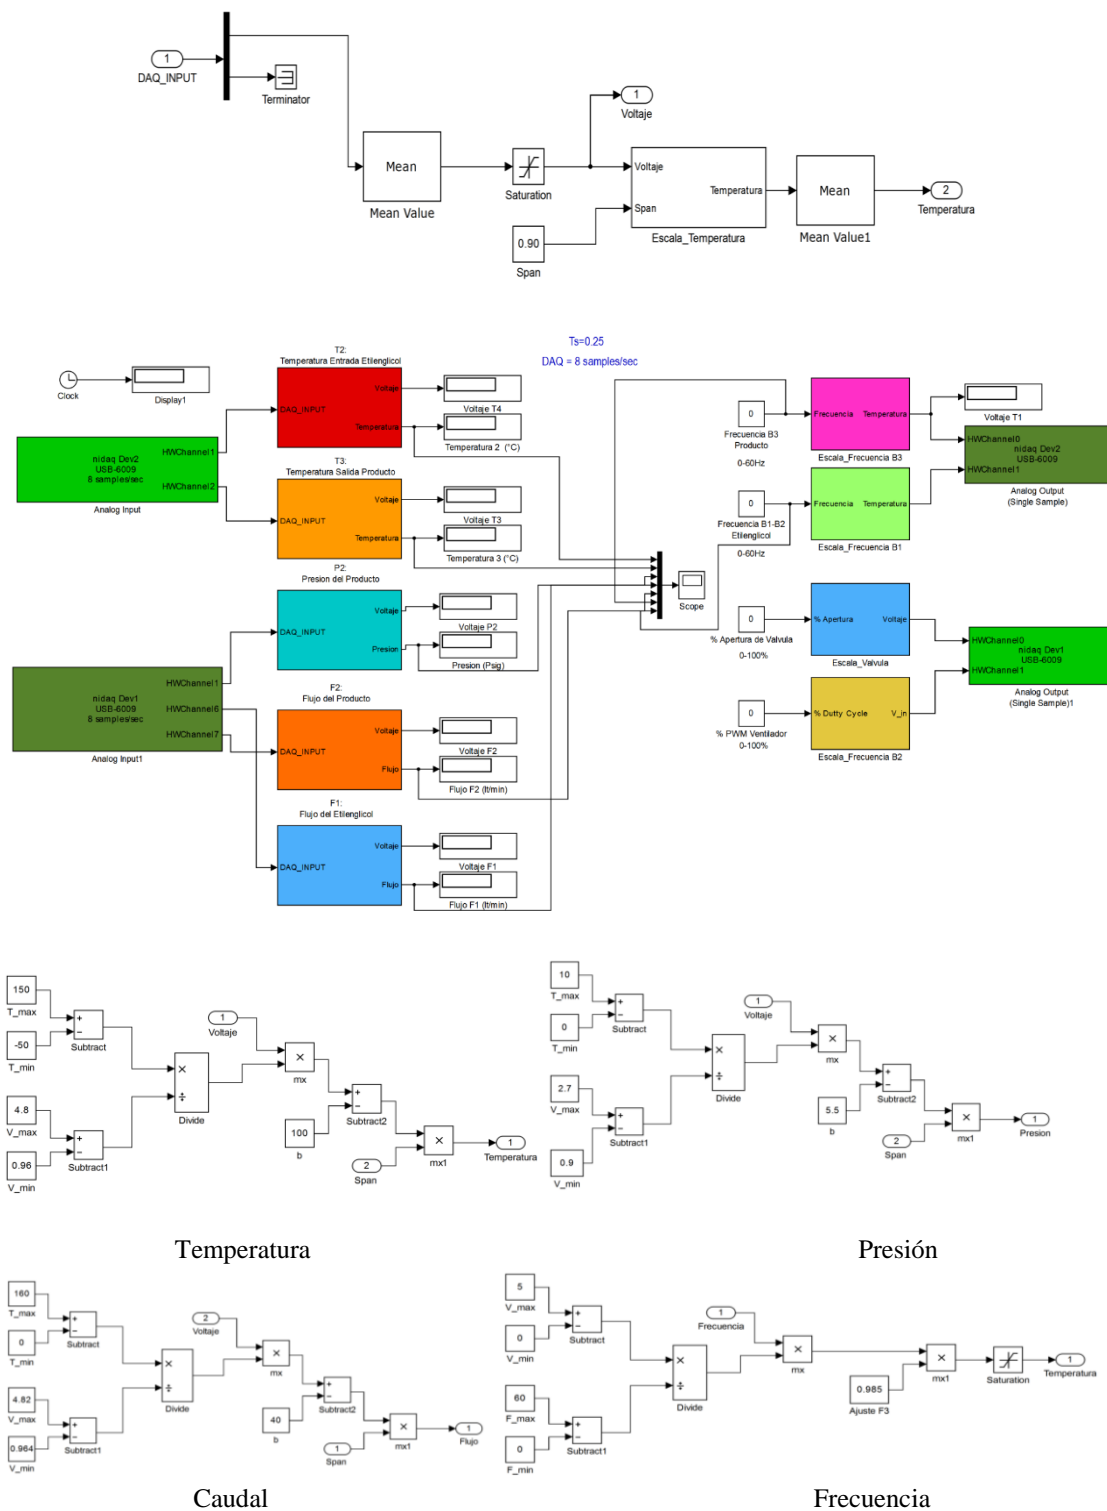 1
DAQ_INPUT
Terminator
Mean
Mean Value
Saturation
1
Voltaje
Voltaje
Temperatura
Span
Escala_Temperatura
0.90
Span
Mean
Mean Value1
2
Temperatura
Ts=0.25
DAQ = 8 samples/sec
Clock
Display1
nidaq Dev2
USB-6009
8 samples/sec
HWChannel1
HWChannel2
Analog Input
T2:
Temperatura Entrada Etilenglicol
DAQ_INPUT
Voltaje
Temperatura
Voltaje T4
Temperatura 2 (°C)
T3:
Temperatura Salida Producto
DAQ_INPUT
Voltaje
Temperatura
Voltaje T3
Temperatura 3 (°C)
P2:
Presion del Producto
DAQ_INPUT
Voltaje
Presion
Voltaje P2
Presion (Psig)
nidaq Dev1
USB-6009
8 samples/sec
HWChannel1
HWChannel6
HWChannel7
Analog Input1
F2:
Flujo del Producto
DAQ_INPUT
Voltaje
Flujo
Voltaje F2
Flujo F2 (lt/min)
F1:
Flujo del Etilenglicol
DAQ_INPUT
Voltaje
Flujo
Voltaje F1
Flujo F1 (lt/min)
Scope
0
Frecuencia B3
Producto
0-60Hz
Frecuencia
Temperatura
Escala_Frecuencia B3
Voltaje T1
HWChannel0
HWChannel1
nidaq Dev2
USB-6009
Analog Output
(Single Sample)
0
Frecuencia B1-B2
Etilenglicol
0-60Hz
Frecuencia
Temperatura
Escala_Frecuencia B1
0
% Apertura de Valvula
0-100%
% Apertura
Voltaje
Escala_Valvula
HWChannel0
HWChannel1
nidaq Dev1
USB-6009
Analog Output
(Single Sample)1
0
% PWM Ventilador
0-100%
% Dutty Cycle
V_in
Escala_Frecuencia B2
150
T_max
-50
T_min
Subtract
4.8
V_max
0.96
V_min
Subtract1
×
÷
Divide
1
Voltaje
×
mx
100
b
Subtract2
2
Span
×
mx1
1
Temperatura
10
T_max
0
T_min
Subtract
2.7
V_max
0.9
V_min
Subtract1
×
÷
Divide
1
Voltaje
×
mx
5.5
b
Subtract2
2
Span
×
mx1
1
Presion
Temperatura
Presión
160
T_max
0
T_min
Subtract
4.82
V_max
0.964
V_min
Subtract1
×
÷
Divide
2
Voltaje
×
mx
40
b
Subtract2
1
Span
×
mx1
1
Flujo
5
V_max
0
V_min
Subtract
60
F_max
0
F_min
Subtract1
×
÷
Divide
1
Frecuencia
×
mx
0.985
Ajuste F3
×
mx1
Saturation
1
Temperatura
Caudal
Frecuencia